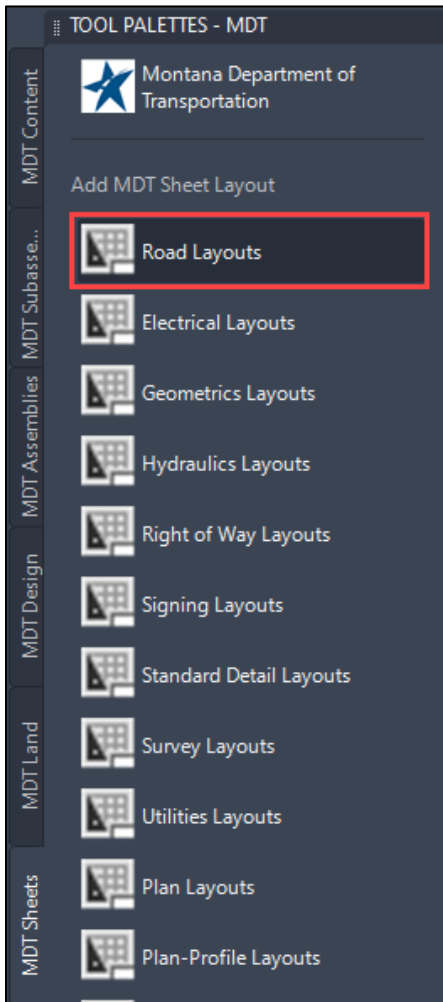 TOOL PALETTES - MDT
Montana Department of
Transportation
Add MDT Sheet Layout
Road Layouts
Electrical Layouts
Geometrics Layouts
Hydraulics Layouts
Right of Way Layouts
Signing Layouts
Standard Detail Layouts
Survey Layouts
Utilities Layouts
Plan Layouts
Plan-Profile Layouts
MDT Content
MDT Subasse...
MDT Assemblies
MDT Design
MDT Land
MDT Sheets